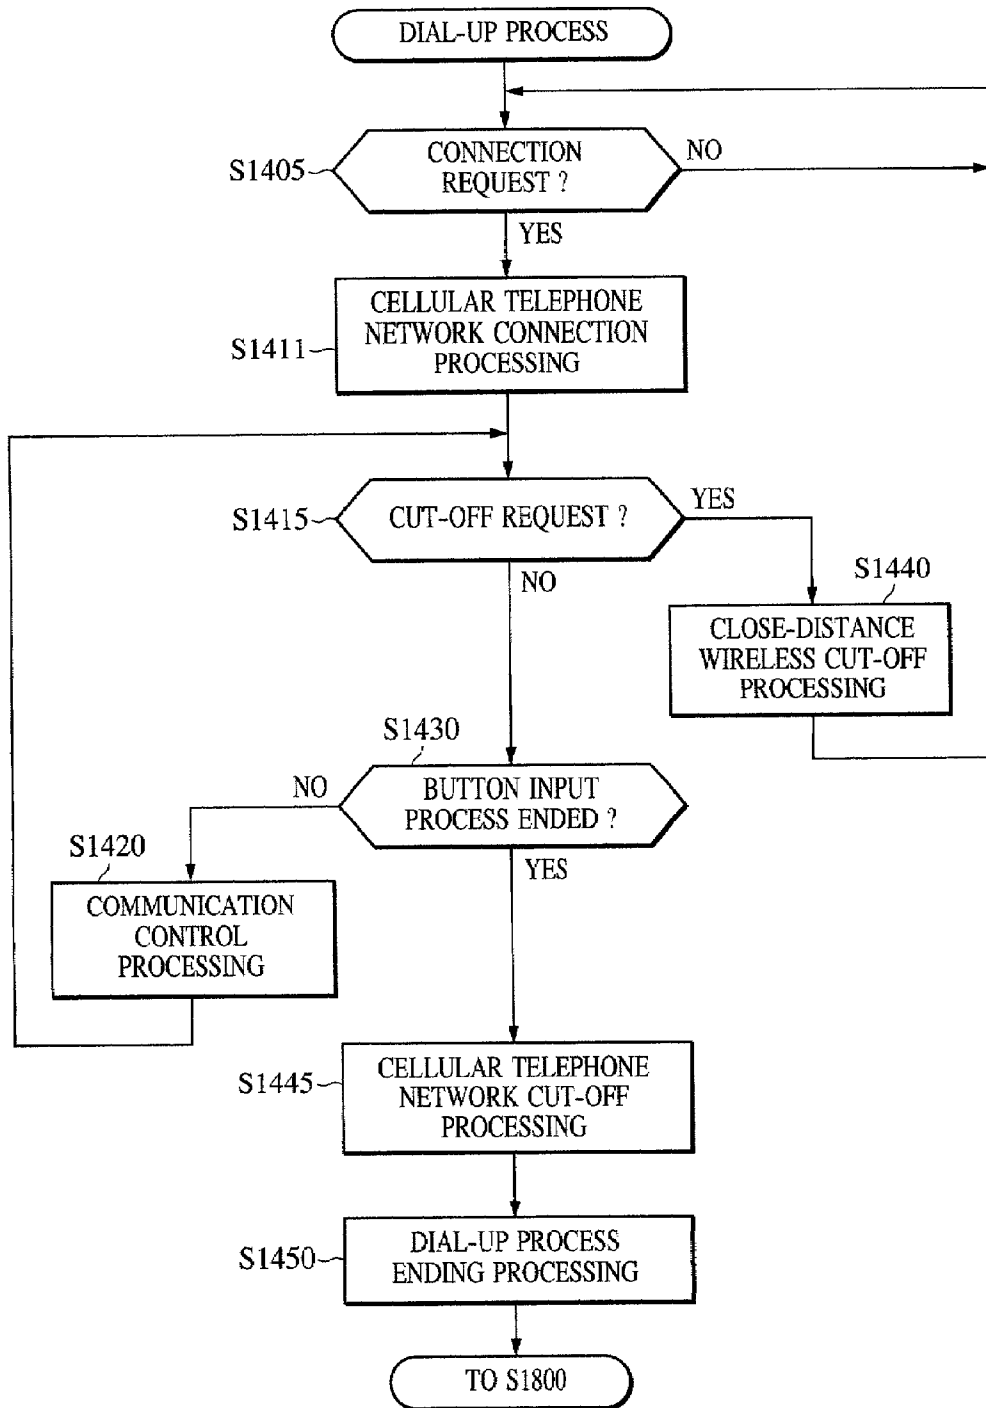 DIAL-UP PROCESS
S1405
CONNECTION
REQUEST ?
NO
YES
S1411
CELLULAR TELEPHONE
NETWORK CONNECTION
PROCESSING
S1415
CUT-OFF REQUEST ?
YES
NO
S1440
CLOSE-DISTANCE
WIRELESS CUT-OFF
PROCESSING
S1430
BUTTON INPUT
PROCESS ENDED ?
NO
YES
S1420
COMMUNICATION
CONTROL
PROCESSING
S1445
CELLULAR TELEPHONE
NETWORK CUT-OFF
PROCESSING
S1450
DIAL-UP PROCESS
ENDING PROCESSING
TO S1800